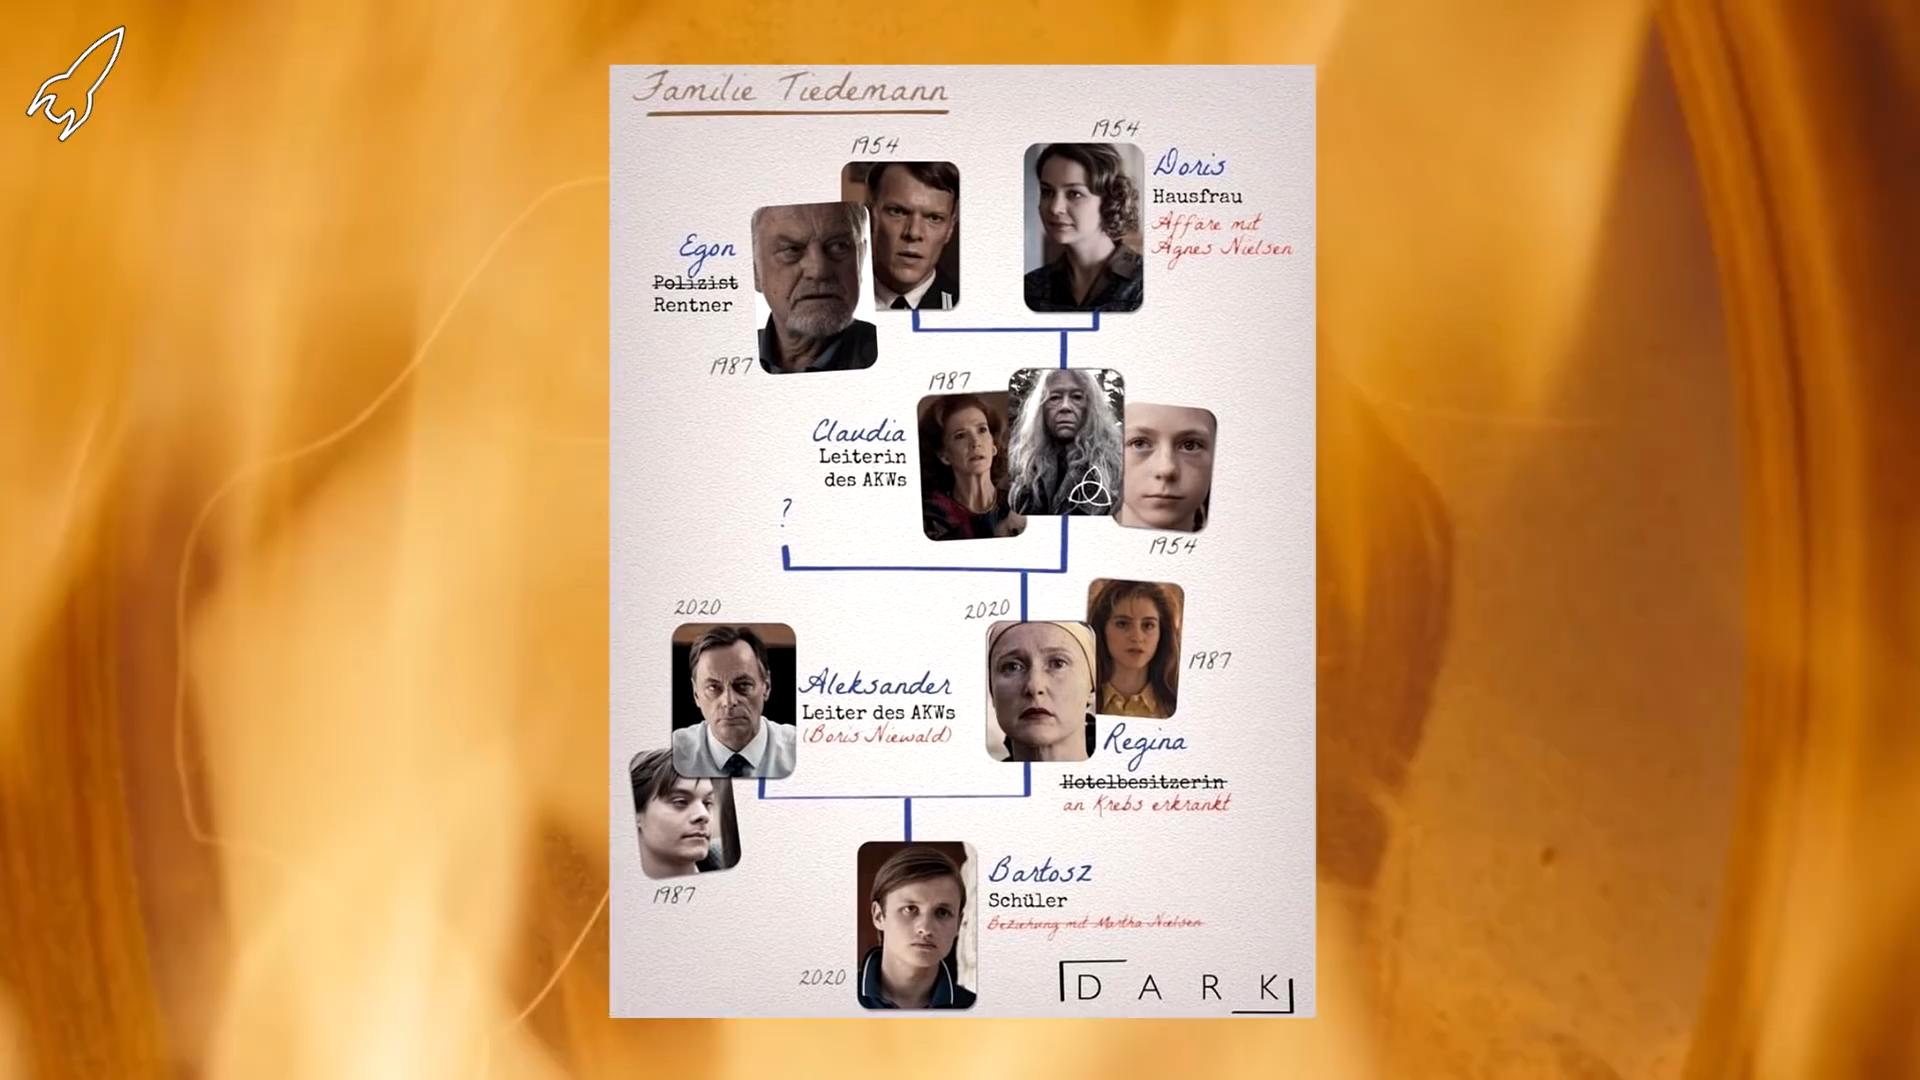 Familie Tiedemann
1954
1954
Doris
Hausfrau
Affäre mit
Agnes Nielsen
Egon
Polizist
Rentner
1987
1987
Claudia
Leiterin
des AKWs
1954
?
2020
2020
1987
Aleksander
Leiter des AKWs
(Boris Niewald)
Regina
Hotelbesitzerin
an Krebs erkrankt
1987
Bartosz
Schüler
Beziehung mit Martha Nielsen
2020
DARK